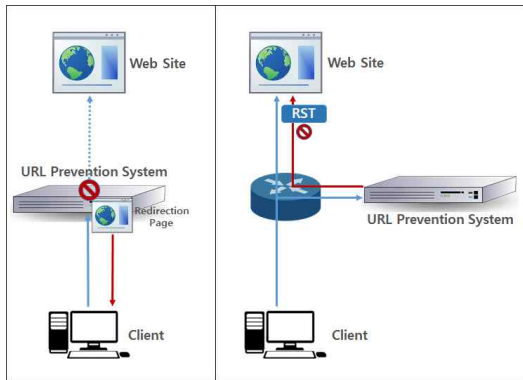 Web Site
URL Prevention System
Redirection
Page
Client
Web Site
RST
URL Prevention System
Client